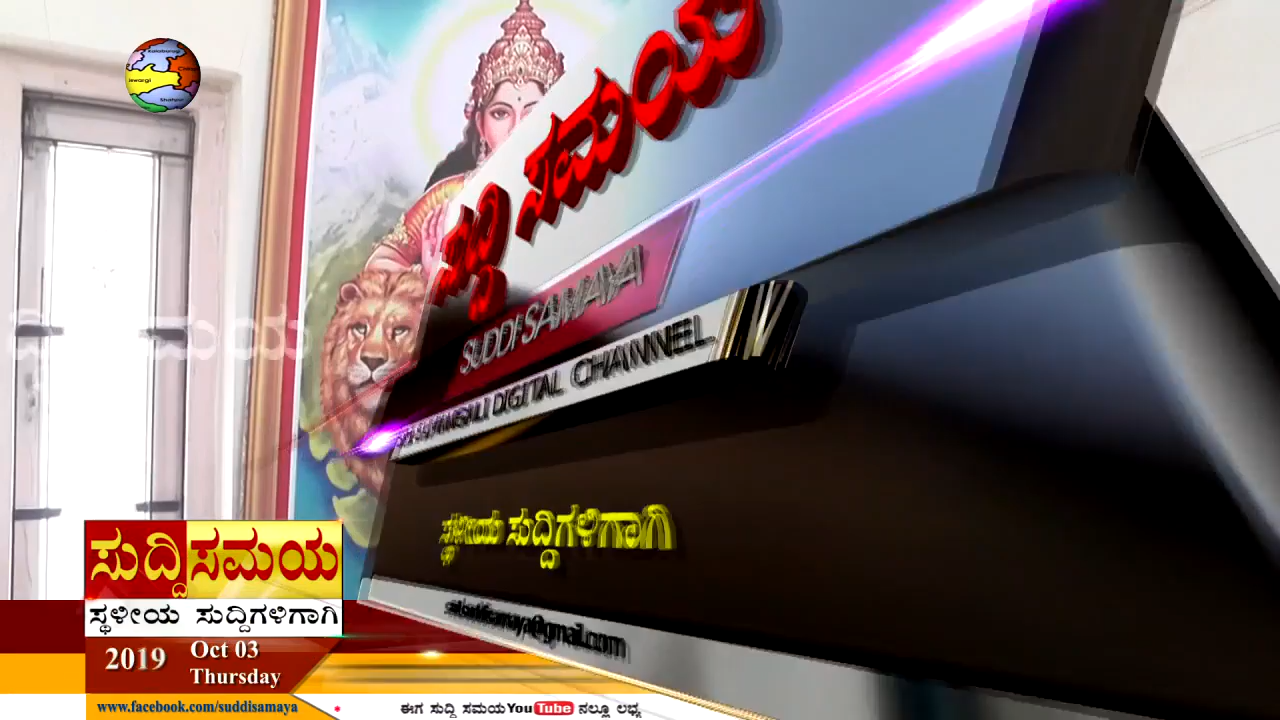 ಸಮಯ
SUDDI SAMAYA
DIGITAL CHANNEL
ಸ್ಥಳೀಯ ಸುದ್ದಿಗಳಿಗಾಗಿ
ಸುದ್ದಿಸಮಯ
ಸ್ಥಳೀಯ ಸುದ್ದಿಗಳಿಗಾಗಿ
2019
Oct 03
Thursday
www.facebook.com/suddisamaya
ಈಗ ಸುದ್ದಿ ಸಮಯ YouTube ನಲ್ಲೂ ಲಭ್ಯ